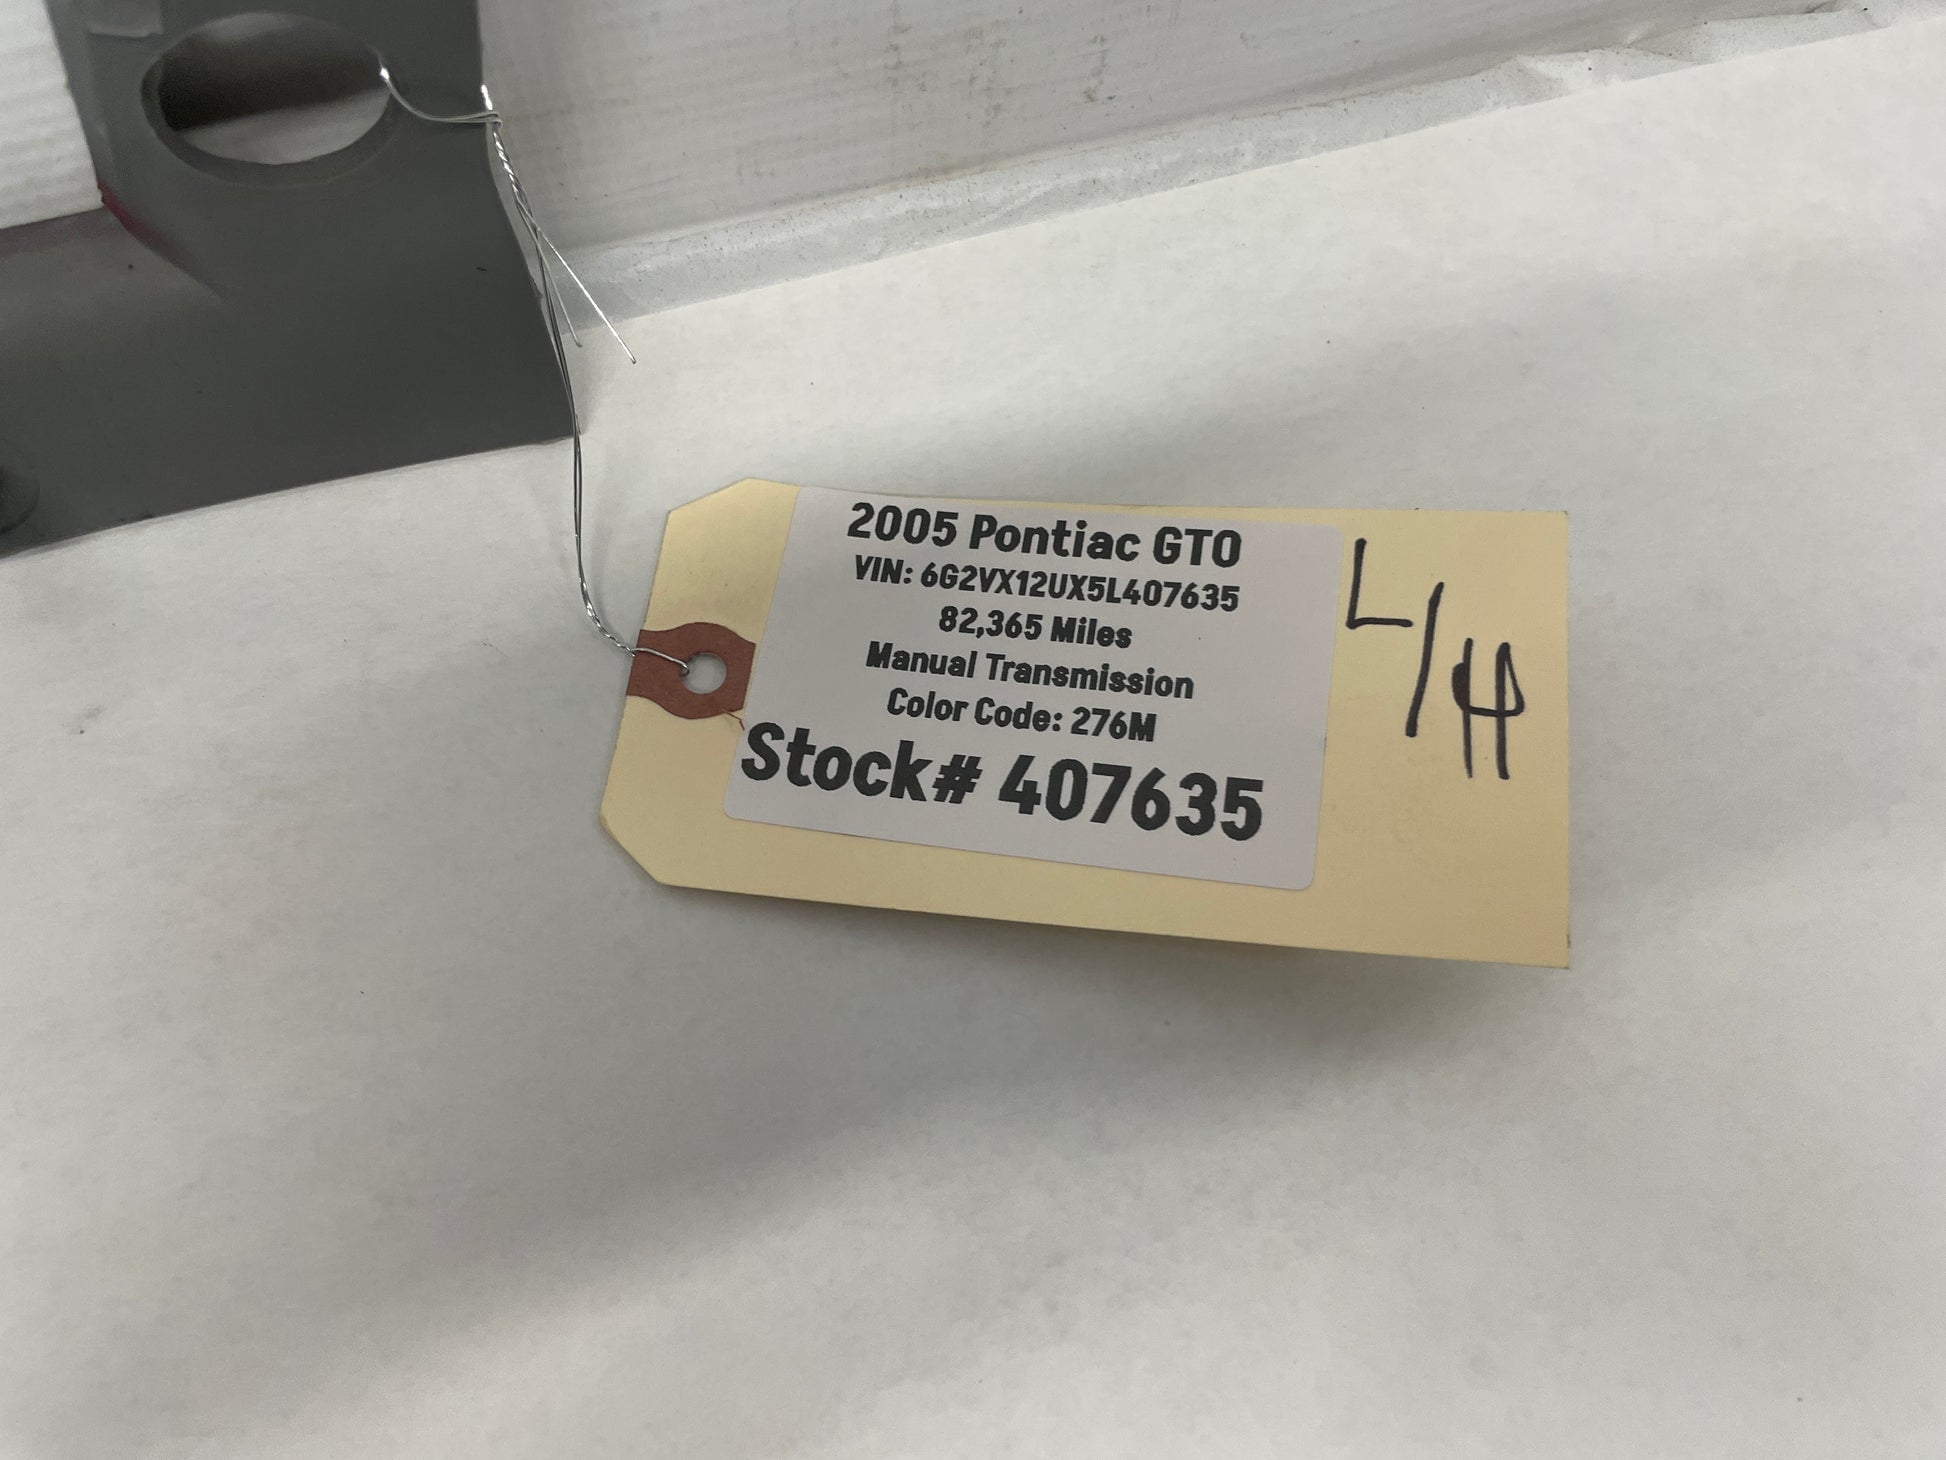 2005 Pontiac GTO
VIN: 6G2VX12UX5L407635
82,365 Miles
Manual Transmission
Color Code: 276M
Stock# 407635
L/H